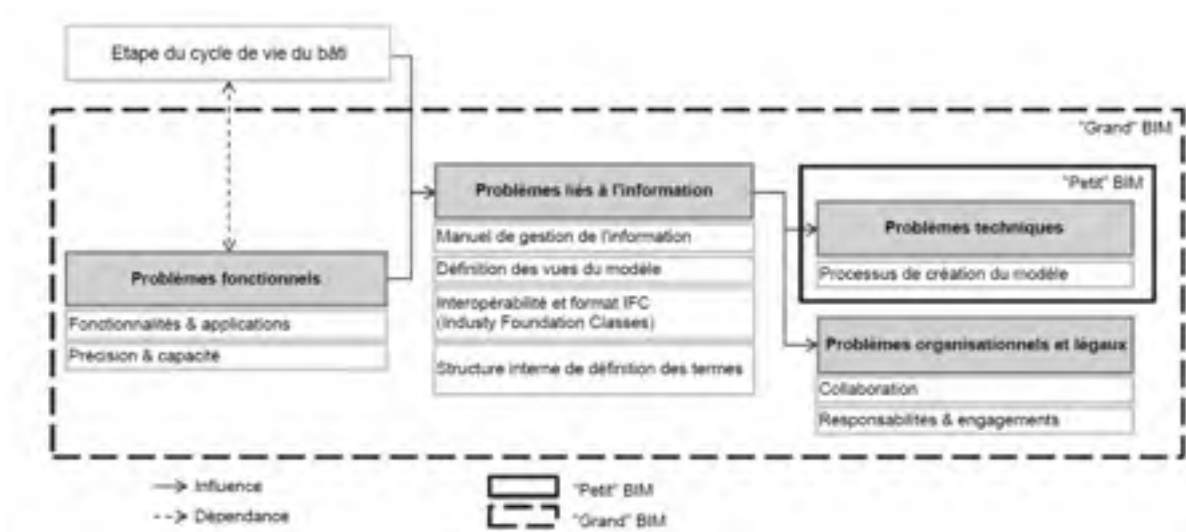 Etape du cycle de vie du bâti
"Grand" BIM
Problèmes liés à l'information
Manuel de gestion de l'information
Définition des vues du modèle
Interopérabilité et format IFC
(Industy Foundation Classes)
Structure interne de définition des termes
"Petit" BIM
Problèmes techniques
Processus de création du modèle
Problèmes fonctionnels
Fonctionnalités & applications
Précision & capacité
Problèmes organisationnels et légaux
Collaboration
Responsabilités & engagements
Influence
Dépendance
"Petit" BIM
"Grand" BIM